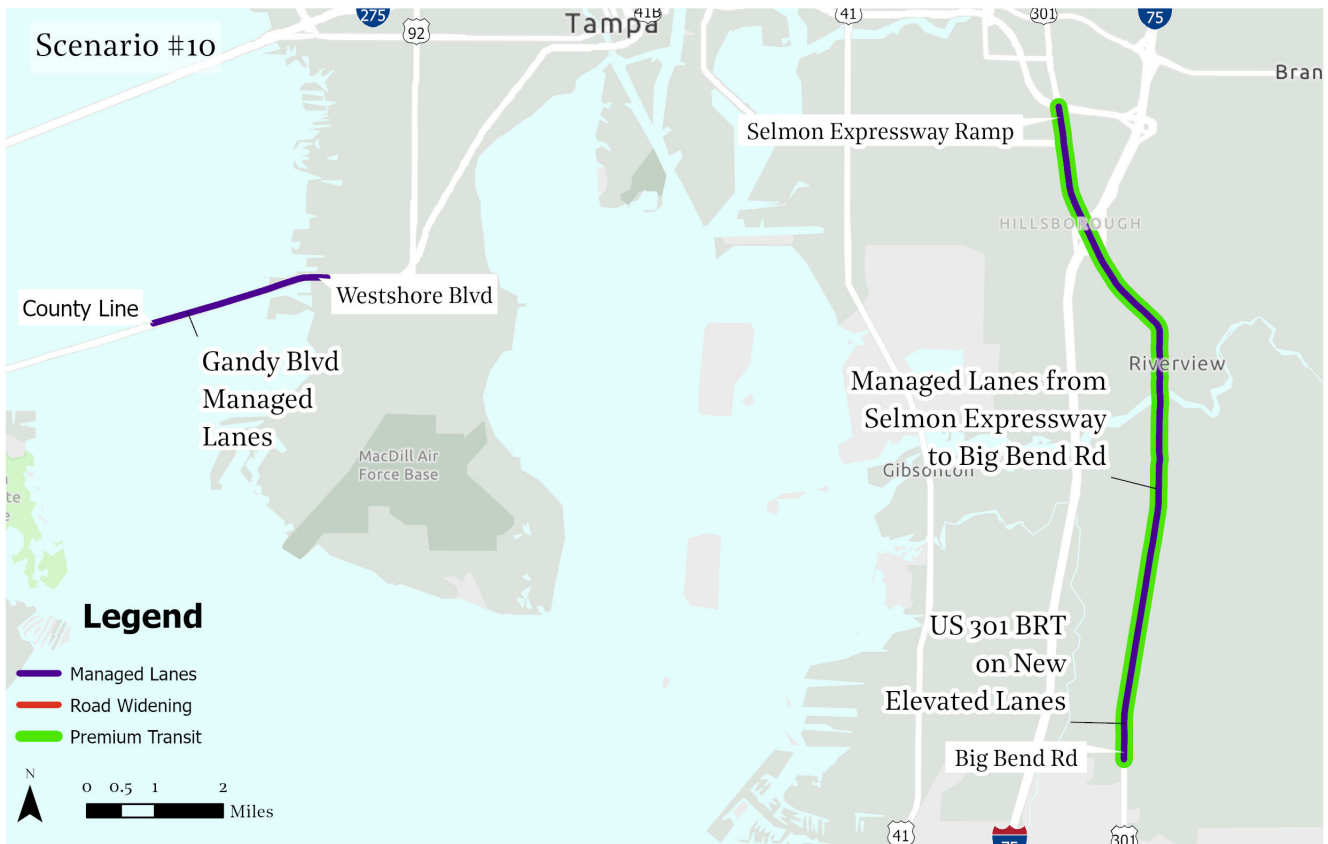 Scenario #10
275
92
41B
Tampa
41
301
75
Bran
Selmon Expressway Ramp
HILLSBOROUGH
County Line
Westshore Blvd
Gandy Blvd
Managed
Lanes
Riverview
Managed Lanes from
Selmon Expressway
to Big Bend Rd
MacDill Air
Force Base
Gibsonton
te
e
US 301 BRT
on New
Elevated Lanes
Big Bend Rd
Legend
Managed Lanes
Road Widening
Premium Transit
N
0 0.5 1 2
Miles
41
75
301